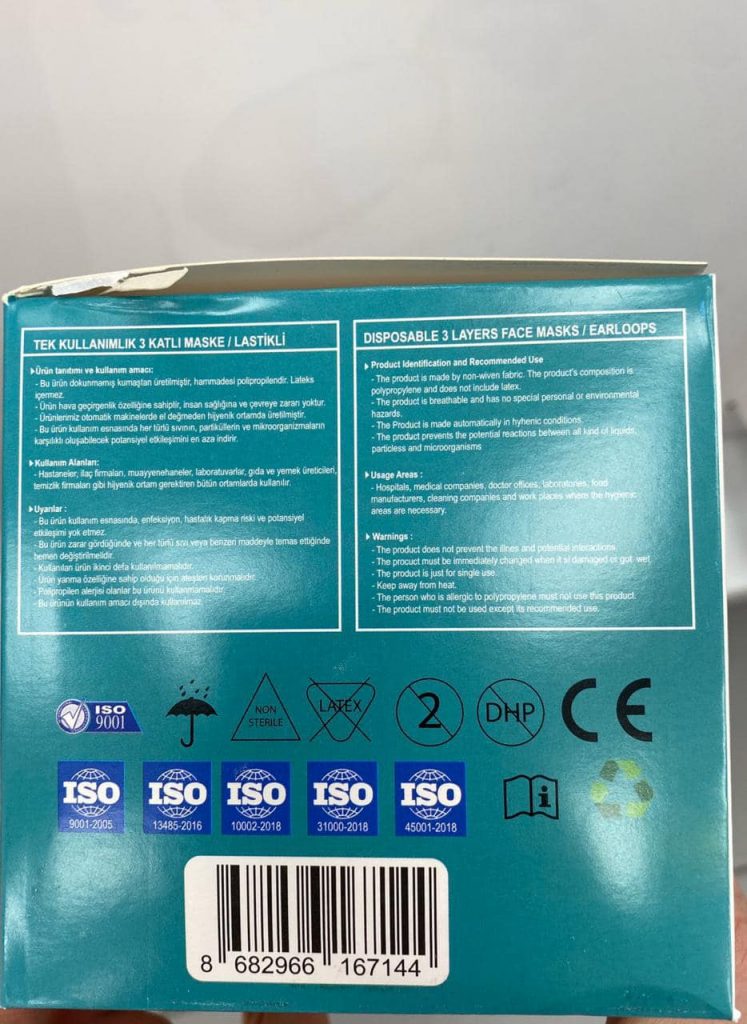 TEK KULLANIMLIK 3 KATLI MASKE / LASTİKLİ
Ürün tanıtımı ve kullanım amacı:
- Bu ürün dokunmamış kumaştan üretilmiştir, hammadesi polipropilendir. Lateks
içermez.
- Ürün hava geçirgenlik özelliğine sahiptir, insan sağlığına ve çevreye zararı yoktur.
- Ürünlerimiz otomatik makinelerde el değmeden hijyenik ortamda üretilmiştir.
- Bu ürün kullanım esnasında her türlü sıvının, partiküllerin ve mikroorganizmaların
karşılıklı oluşabilecek potansiyel etkileşimini en aza indirir.
Kullanım Alanları:
- Hastaneler, ilaç firmaları, muayyenehaneler, laboratuvarlar, gıda ve yemek üreticileri,
temizlik firmaları gibi hijyenik ortam gerektiren bütün ortamlarda kullanılır.
Uyarılar :
- Bu ürün kullanım esnasında, enfeksiyon, hastalık kapma riski ve potansiyel
etkileşimi yok etmez.
- Bu ürün zarar gördüğünde ve her türlü sıvı veya benzeri maddeyle temas ettiğinde
hemen değiştirilmelidir.
- Kullanılan ürün ikinci defa kullanılmamalıdır.
- Ürün yanma özelliğine sahip olduğu için ateşten korunmalıdır.
- Polipropilen alerjisi olanlar bu ürünü kullanmamalıdır.
- Bu ürünün kullanım amacı dışında kullanılmaz.
DISPOSABLE 3 LAYERS FACE MASKS / EARLOOPS
Product Identification and Recommended Use
- The product is made by non-wiven fabric. The product's composition is
polypropylene and does not include latex.
- The product is breathable and has no special personal or environmental
hazards.
- The Product is made automatically in hyhenic conditions.
- The product prevents the potential reactions between all kind of liquids,
particless and microorganisms
Usage Areas :
- Hospitals, medical companies, doctor offices, laboratories, food
manufacturers, cleaning companies and work places where the hygienic
areas are necessary.
Warnings :
- The product does not prevent the illnes and potential interactions
- The procuct must be immediately changed when it si damaged or got wet
- The product is just for single use.
- Keep away from heat.
- The person who is allergic to polypropylene must not use this product.
- The product must not be used except its recommended use.
ISO
9001
NON
STERILE
LATEX
2
DHP
CE
ISO
9001-2005
ISO
13485-2016
ISO
10002-2018
ISO
31000-2018
ISO
45001-2018
i
8 682966 167144